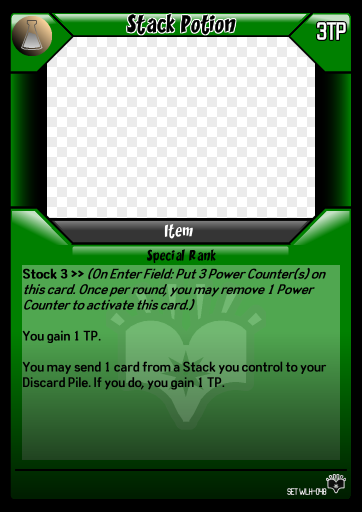 Stack Potion
3TP
Item
Special Rank
Stock 3 >> (On Enter Field: Put 3 Power Counter(s) on
this card. Once per round, you may remove 1 Power
Counter to activate this card.)
You gain 1 TP.
You may send 1 card from a Stack you control to your
Discard Pile. If you do, you gain 1 TP.
SET WLH-048